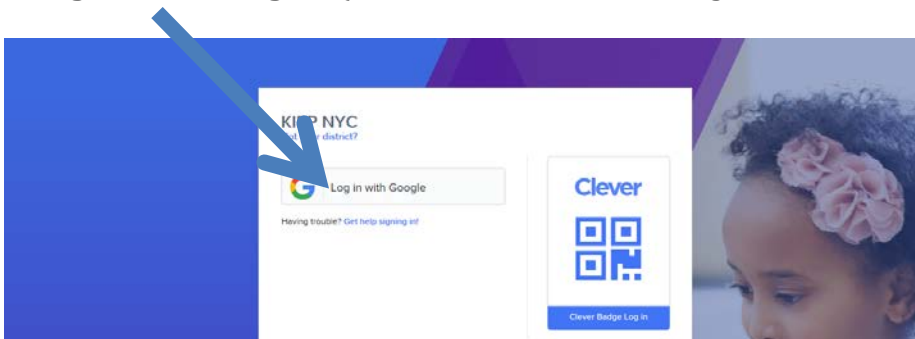 KIPP NYC
district?
Log in with Google
Having trouble? Get help signing in!
Clever
Clever Badge Log in